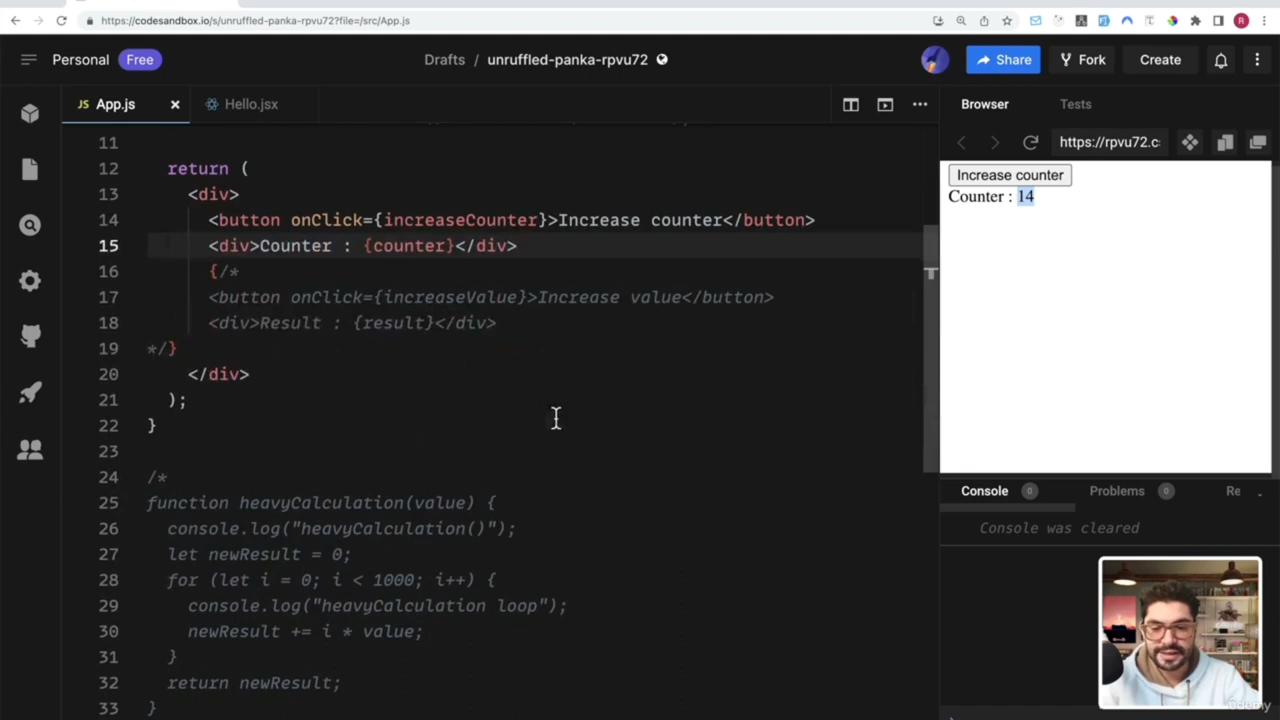 https://codesandbox.io/s/unruffled-panka-rpvu72?file=/src/App.js
R
Personal Free
Drafts / unruffled-panka-rpvu72
Share
Fork
Create
JS App.js
Hello.jsx
Browser
Tests
https://rpvu72.c
Increase counter
Counter : 14
11
12 return (
13 <div>
14 <button onClick={increaseCounter}>Increase counter</button>
15 <div>Counter : {counter}</div>
16 {/*
17 <button onClick={increaseValue}>Increase value</button>
18 <div>Result : {result}</div>
19 */}
20 </div>
21 );
22 }
23
24 /*
25 function heavyCalculation(value) {
26 console.log("heavyCalculation()");
27 let newResult = 0;
28 for (let i = 0; i < 1000; i++) {
29 console.log("heavyCalculation loop");
30 newResult += i * value;
31 }
32 return newResult;
33 }
Console 0
Problems 0
Re
Console was cleared
ûdemy